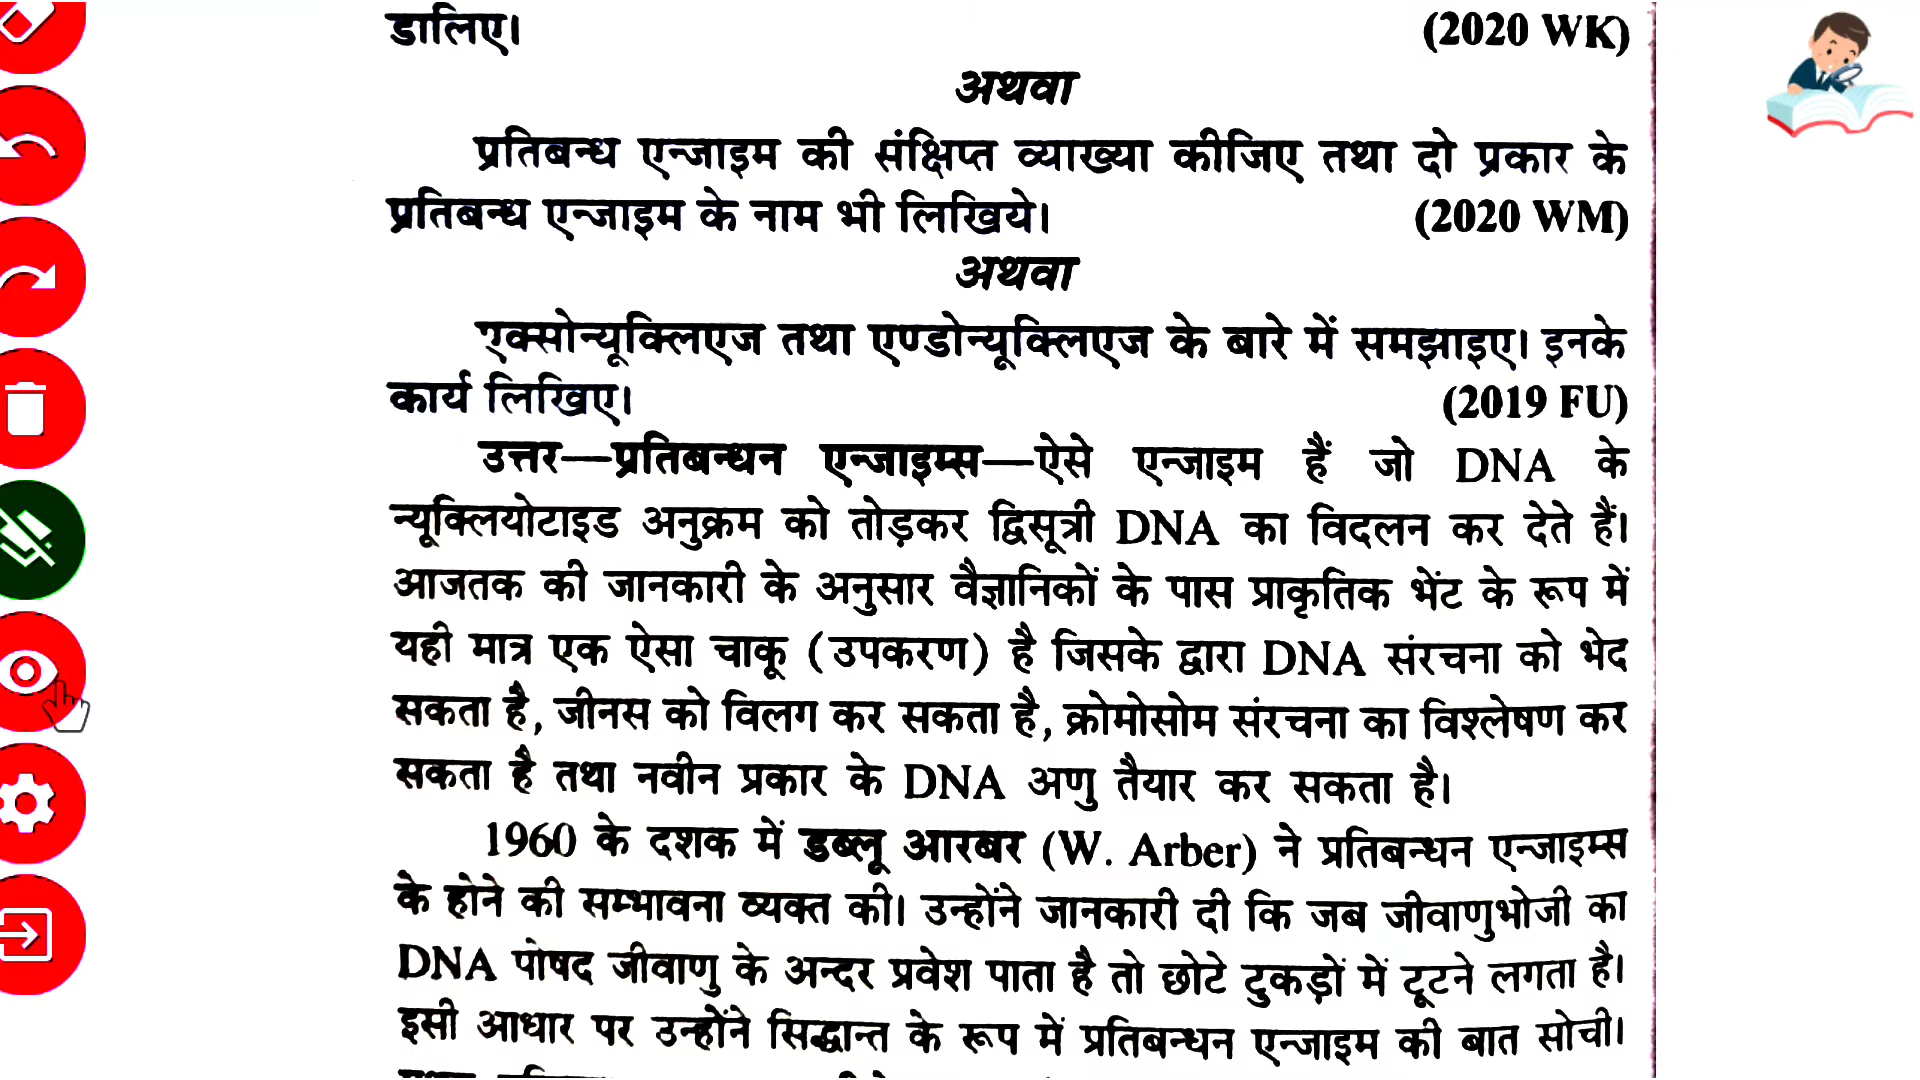 डालिए। (2020 WK)
अथवा
प्रतिबन्ध एन्जाइम की संक्षिप्त व्याख्या कीजिए तथा दो प्रकार के
प्रतिबन्ध एन्जाइम के नाम भी लिखिये। (2020 WM)
अथवा
एक्सोन्यूक्लिएज तथा एण्डोन्यूक्लिएज के बारे में समझाइए। इनके
कार्य लिखिए। (2019 FU)
उत्तर—प्रतिबन्धन एन्जाइम्स—ऐसे एन्जाइम हैं जो DNA के
न्यूक्लियोटाइड अनुक्रम को तोड़कर द्विसूत्री DNA का विदलन कर देते हैं।
आजतक की जानकारी के अनुसार वैज्ञानिकों के पास प्राकृतिक भेंट के रूप में
यही मात्र एक ऐसा चाकू (उपकरण) है जिसके द्वारा DNA संरचना को भेद
सकता है, जीनस को विलग कर सकता है, क्रोमोसोम संरचना का विश्लेषण कर
सकता है तथा नवीन प्रकार के DNA अणु तैयार कर सकता है।
1960 के दशक में डब्लू आरबर (W. Arber) ने प्रतिबन्धन एन्जाइम्स
के होने की सम्भावना व्यक्त की। उन्होंने जानकारी दी कि जब जीवाणुभोजी का
DNA पोषद जीवाणु के अन्दर प्रवेश पाता है तो छोटे टुकड़ों में टूटने लगता है।
इसी आधार पर उन्होंने सिद्धान्त के रूप में प्रतिबन्धन एन्जाइम की बात सोची।